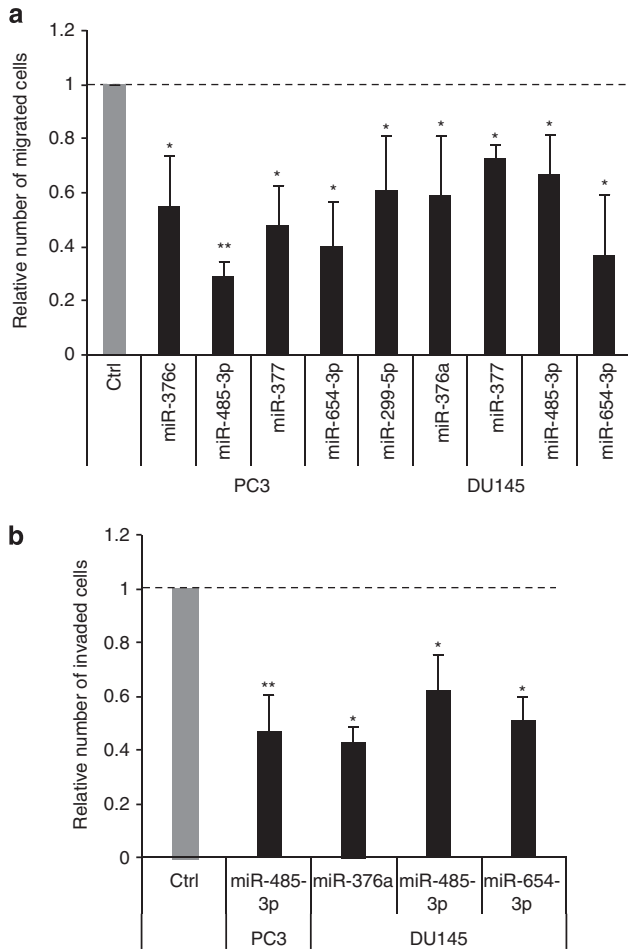 a
Relative number of migrated cells
1.2
1
0.8
0.6
0.4
0.2
0
*
**
*
*
*
*
*
*
*
Ctrl
miR-376c
miR-485-3p
miR-377
miR-654-3p
miR-299-5p
miR-376a
miR-377
miR-485-3p
miR-654-3p
PC3
DU145
b
Relative number of invaded cells
1.2
1
0.8
0.6
0.4
0.2
0
**
*
*
*
Ctrl
miR-485-
3p
miR-376a
miR-485-
3p
miR-654-
3p
PC3
DU145